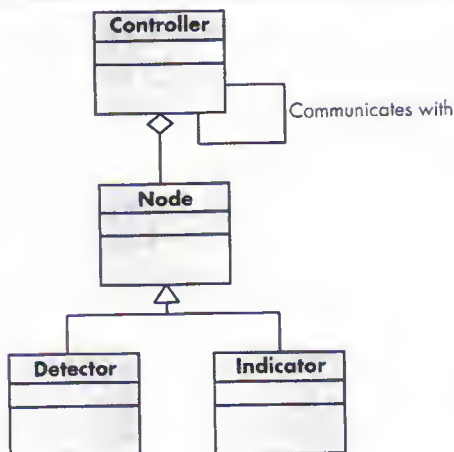 Controller
Communicates with
Node
Detector
Indicator